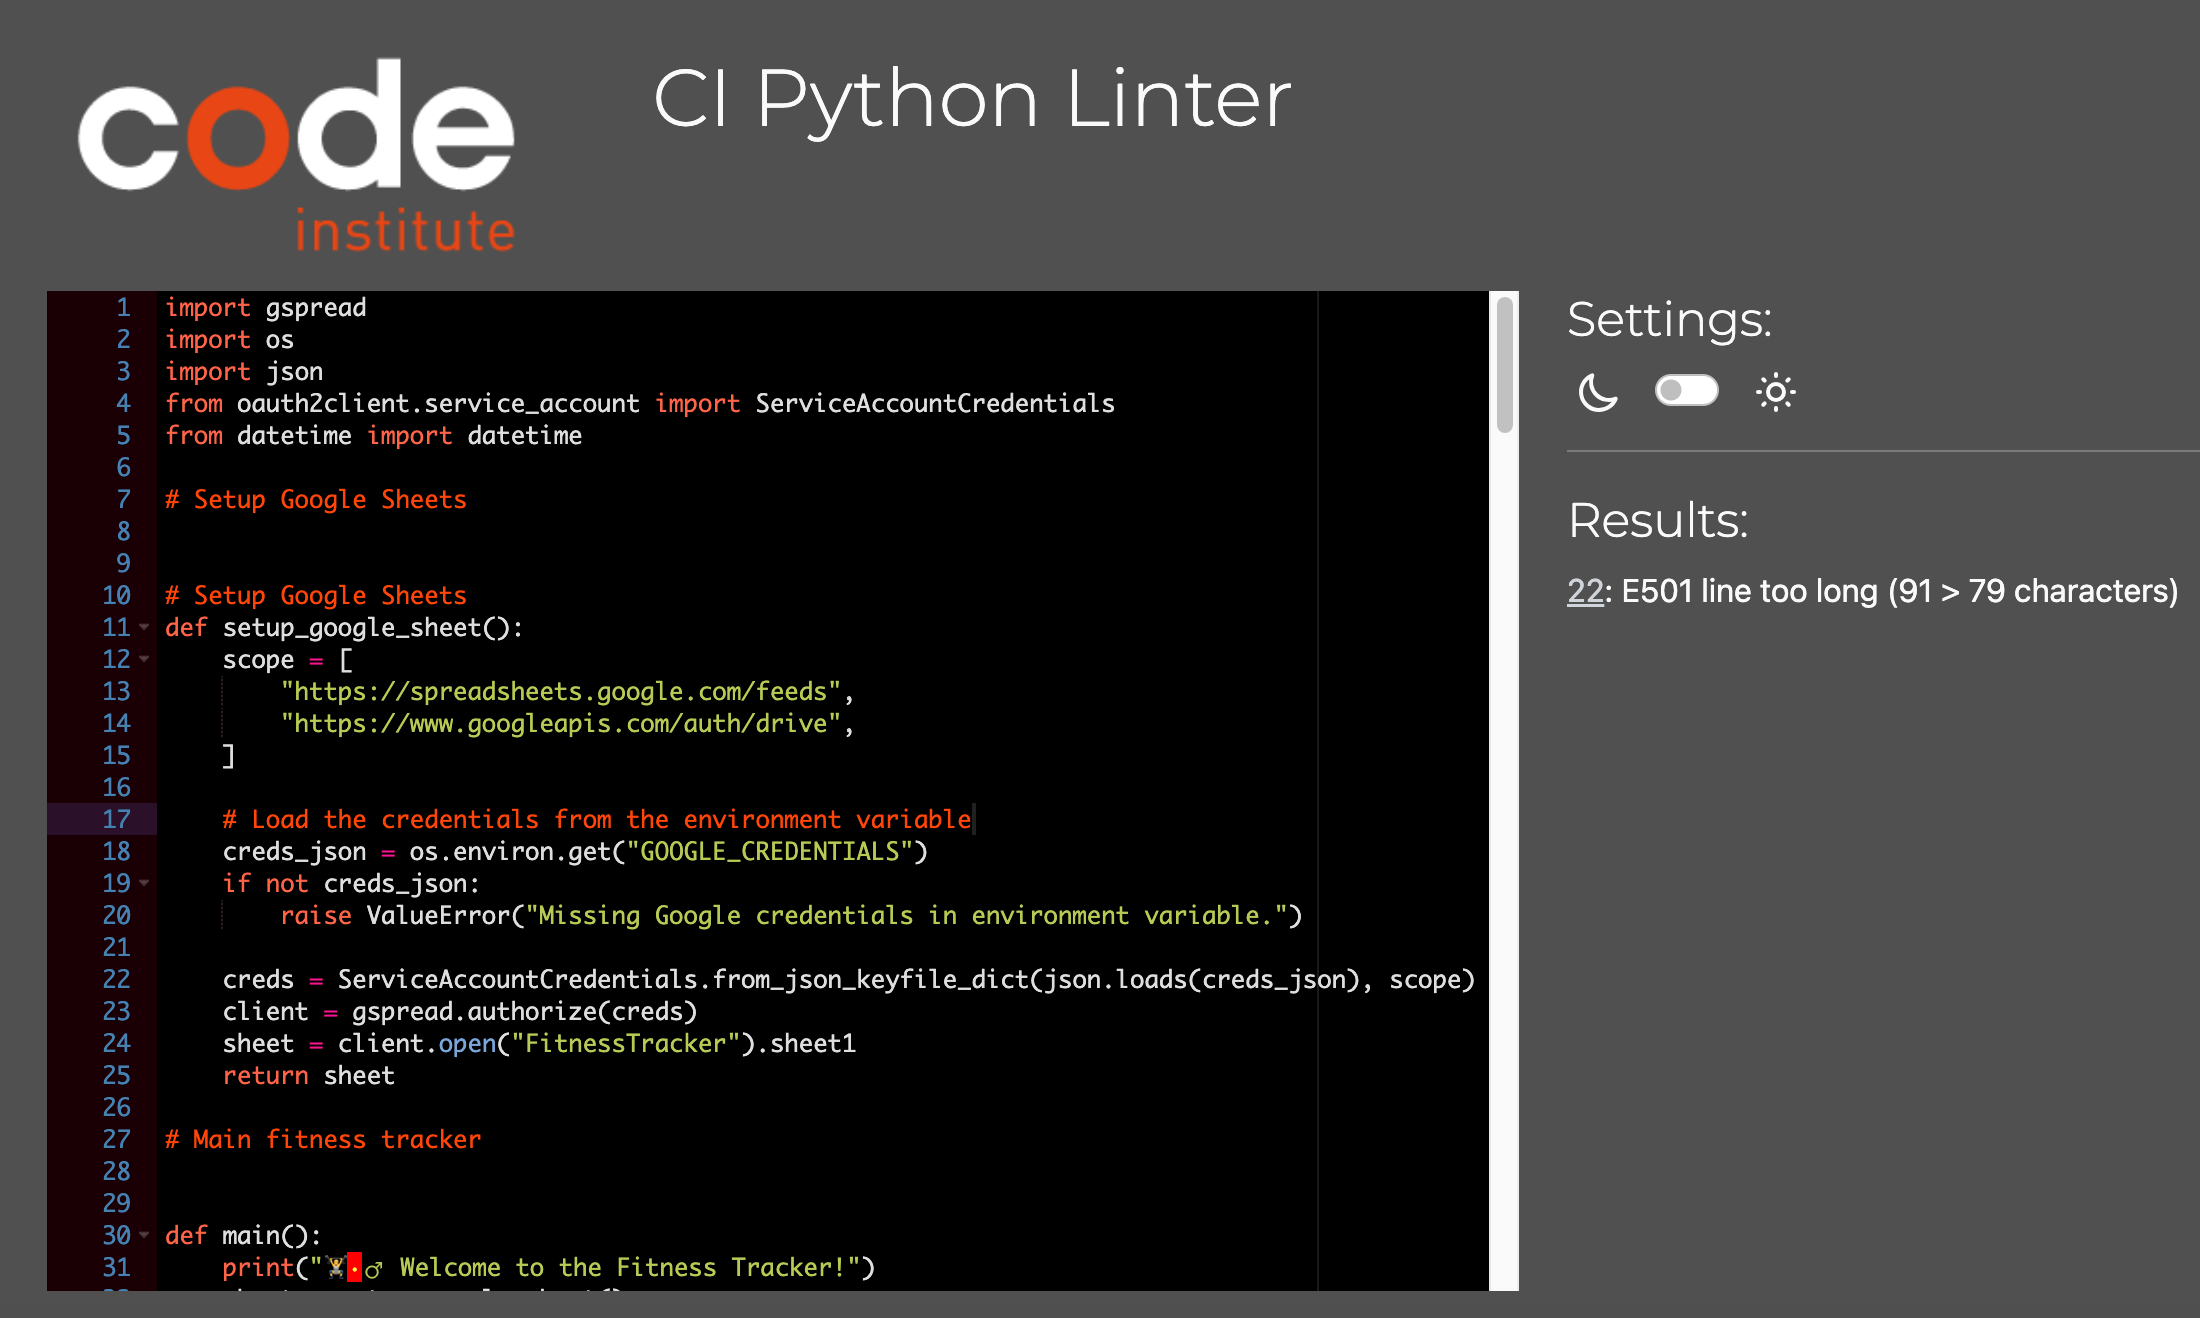 code
institute
CI Python Linter
1 import gspread
2 import os
3 import json
4 from oauth2client.service_account import ServiceAccountCredentials
5 from datetime import datetime
6
7 # Setup Google Sheets
8
9
10 # Setup Google Sheets
11 def setup_google_sheet():
12     scope = [
13         "https://spreadsheets.google.com/feeds",
14         "https://www.googleapis.com/auth/drive",
15     ]
16
17     # Load the credentials from the environment variable
18     creds_json = os.environ.get("GOOGLE_CREDENTIALS")
19     if not creds_json:
20         raise ValueError("Missing Google credentials in environment variable.")
21
22     creds = ServiceAccountCredentials.from_json_keyfile_dict(json.loads(creds_json), scope)
23     client = gspread.authorize(creds)
24     sheet = client.open("FitnessTracker").sheet1
25     return sheet
26
27 # Main fitness tracker
28
29
30 def main():
31     print("🏋·♂ Welcome to the Fitness Tracker!")
Settings:
Results:
22: E501 line too long (91 > 79 characters)